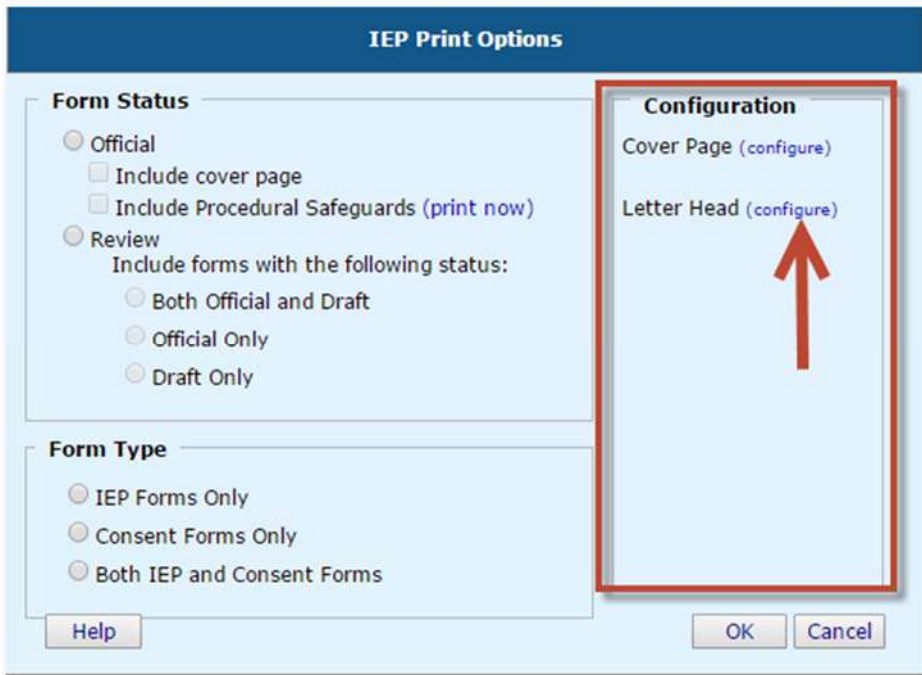 IEP Print Options
Form Status
Official
Include cover page
Include Procedural Safeguards (print now)
Review
Include forms with the following status:
Both Official and Draft
Official Only
Draft Only
Form Type
IEP Forms Only
Consent Forms Only
Both IEP and Consent Forms
Configuration
Cover Page (configure)
Letter Head (configure)
Help
OK
Cancel